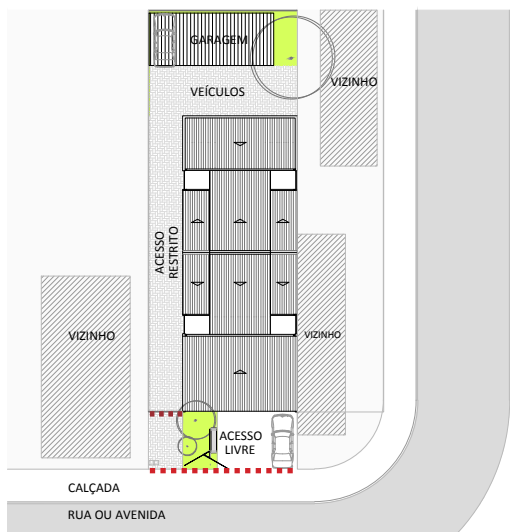 GARAGEM
VEÍCULOS
VIZINHO
ACESSO
RESTRITO
VIZINHO
VIZINHO
ACESSO
LIVRE
CALÇADA
RUA OU AVENIDA